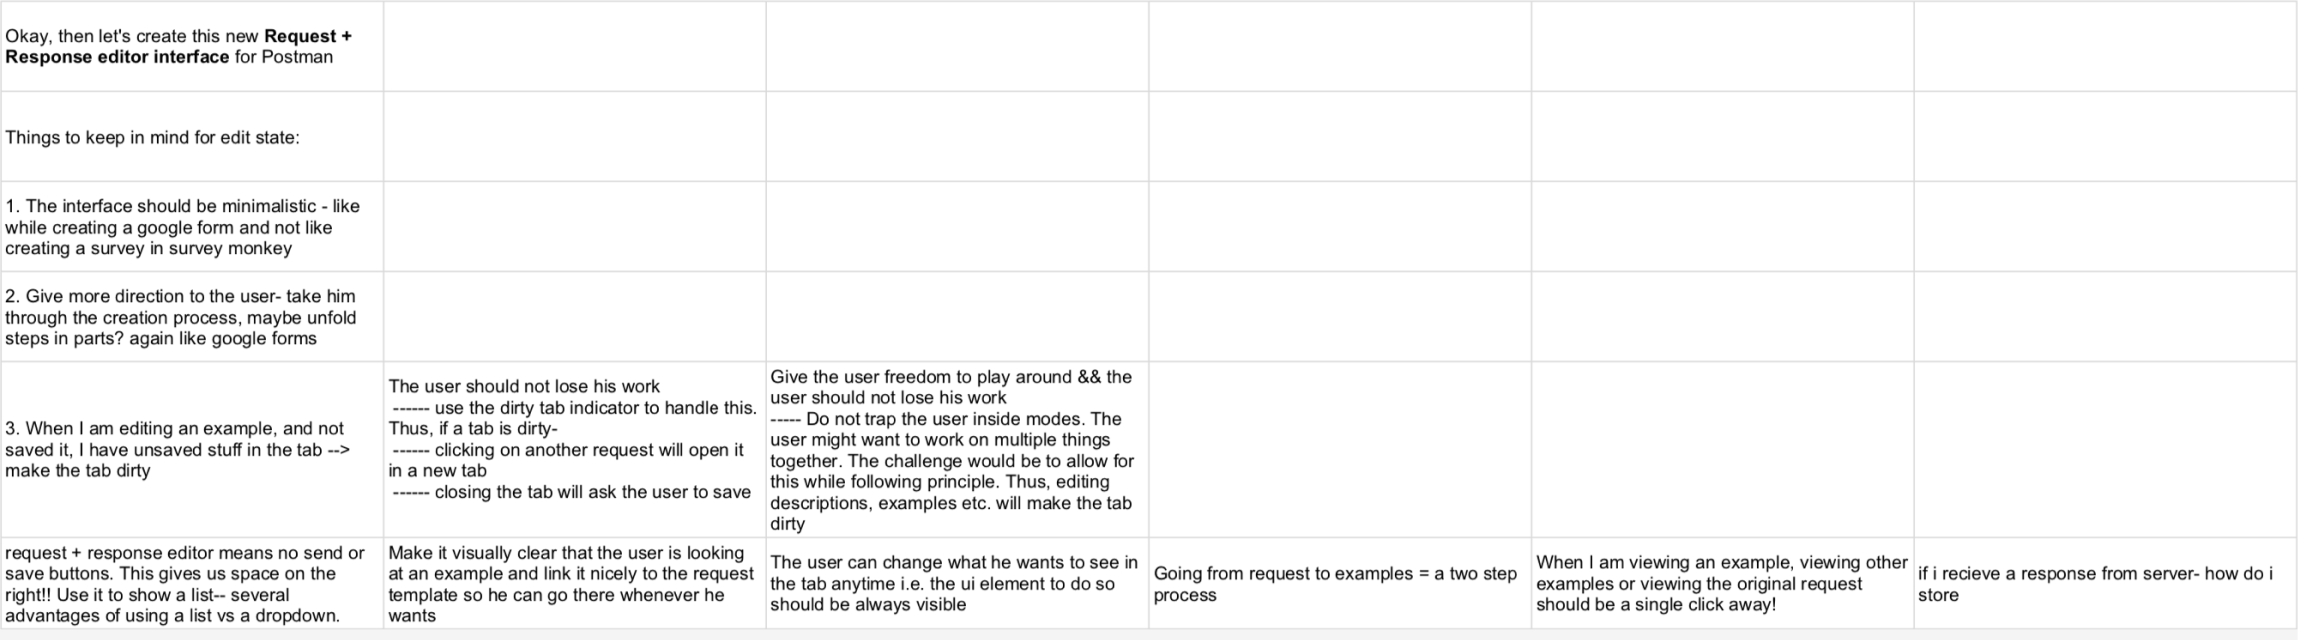 Okay, then let's create this new Request +
Response editor interface for Postman
Things to keep in mind for edit state:
1. The interface should be minimalistic - like
while creating a google form and not like
creating a survey in survey monkey
2. Give more direction to the user- take him
through the creation process, maybe unfold
steps in parts? again like google forms
3. When I am editing an example, and not
saved it, I have unsaved stuff in the tab -->
make the tab dirty
The user should not lose his work
------ use the dirty tab indicator to handle this.
Thus, if a tab is dirty-
------ clicking on another request will open it
in a new tab
------ closing the tab will ask the user to save
Give the user freedom to play around && the
user should not lose his work
----- Do not trap the user inside modes. The
user might want to work on multiple things
together. The challenge would be to allow for
this while following principle. Thus, editing
descriptions, examples etc. will make the tab
dirty
request + response editor means no send or
save buttons. This gives us space on the
right!! Use it to show a list-- several
advantages of using a list vs a dropdown.
Make it visually clear that the user is looking
at an example and link it nicely to the request
template so he can go there whenever he
wants
The user can change what he wants to see in
the tab anytime i.e. the ui element to do so
should be always visible
Going from request to examples = a two step
process
When I am viewing an example, viewing other
examples or viewing the original request
should be a single click away!
if i recieve a response from server- how do i
store